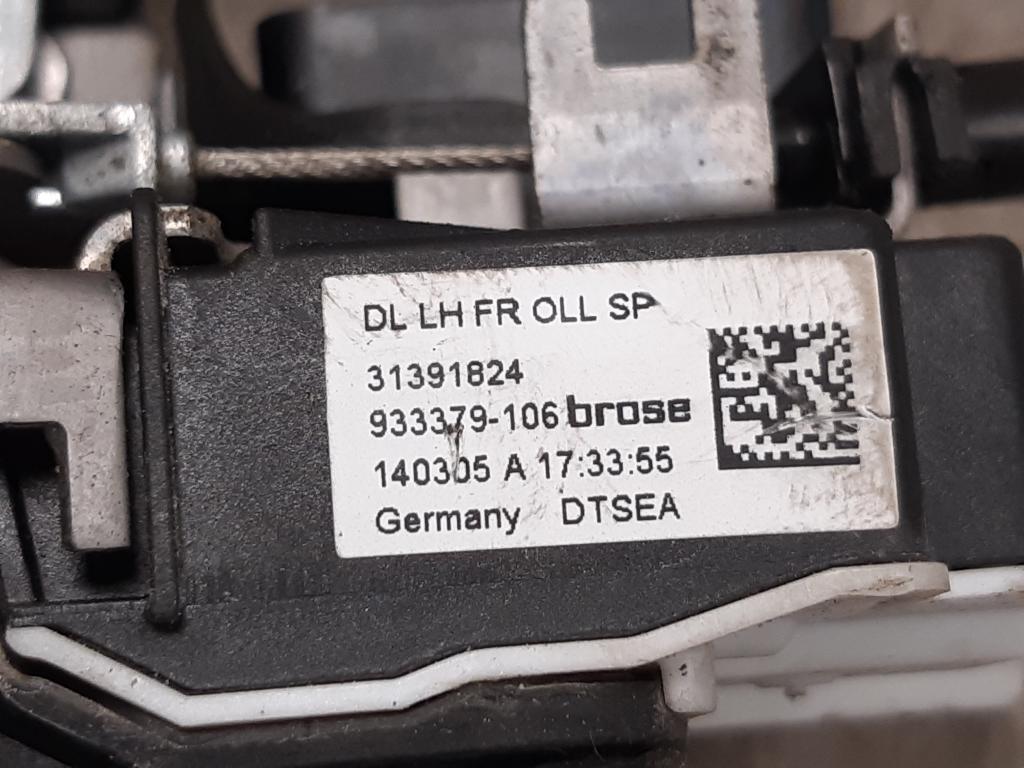 DL LH FR OLL SP
31391824
933379-106 brose
140305 A 17:33:55
Germany DTSEA